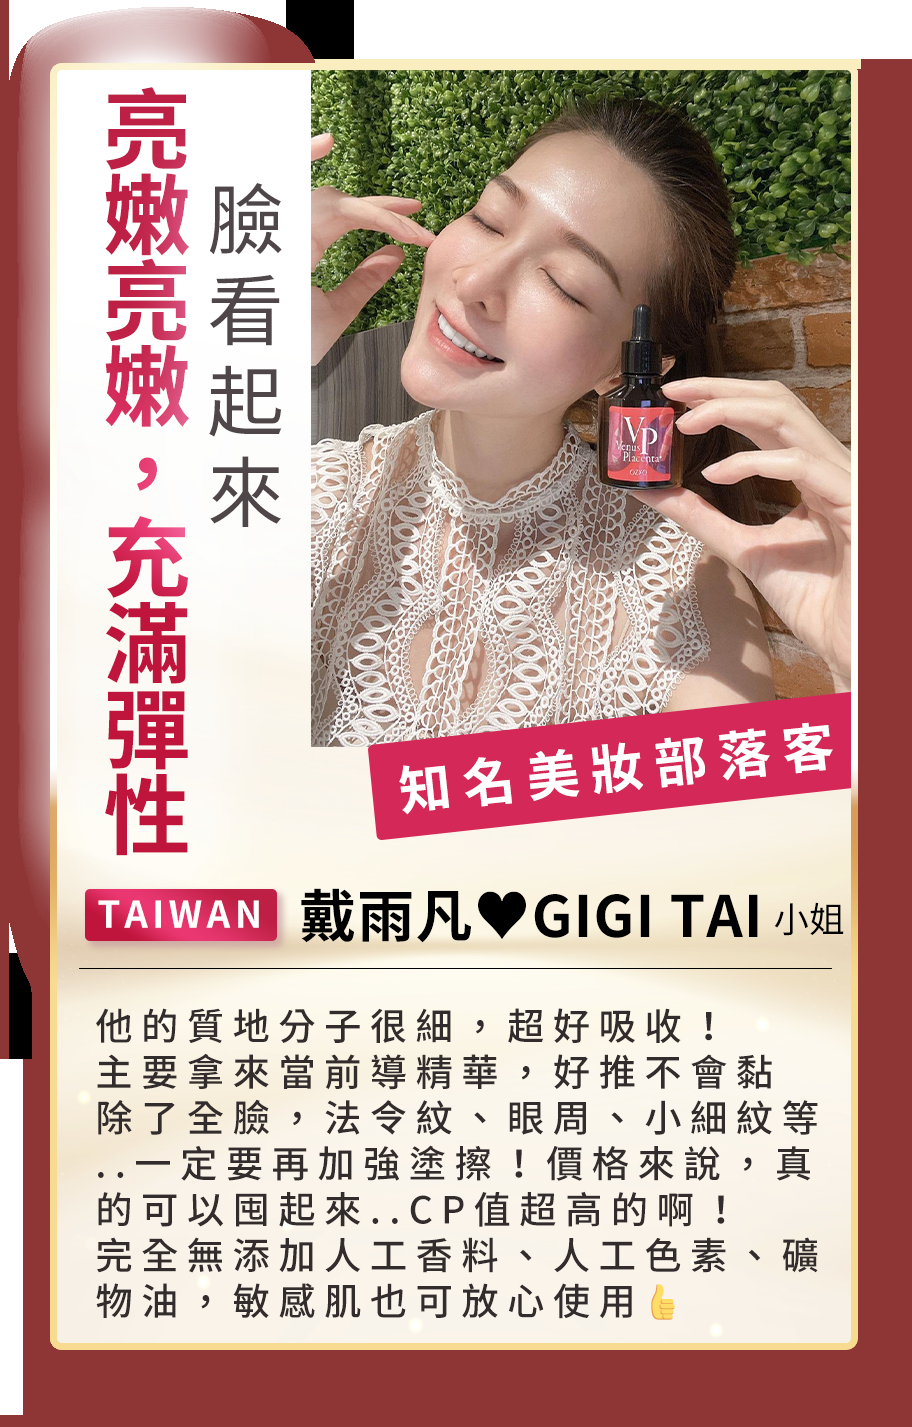 臉看起來
亮嫩亮嫩，充滿彈性
VP
Venus
Placenta
OZIO
知名美妝部落客
TAIWAN
戴雨凡♥GIGI TAI 小姐
他的質地分子很細，超好吸收！
主要拿來當前導精華，好推不會黏
除了全臉，法令紋、眼周、小細紋等
..一定要再加強塗擦！價格來說，真
的可以囤起來..CP值超高的啊！
完全無添加人工香料、人工色素、礦
物油，敏感肌也可放心使用👍